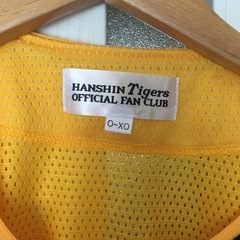 HANSHIN Tigers
OFFICIAL FAN CLUB
O-XO